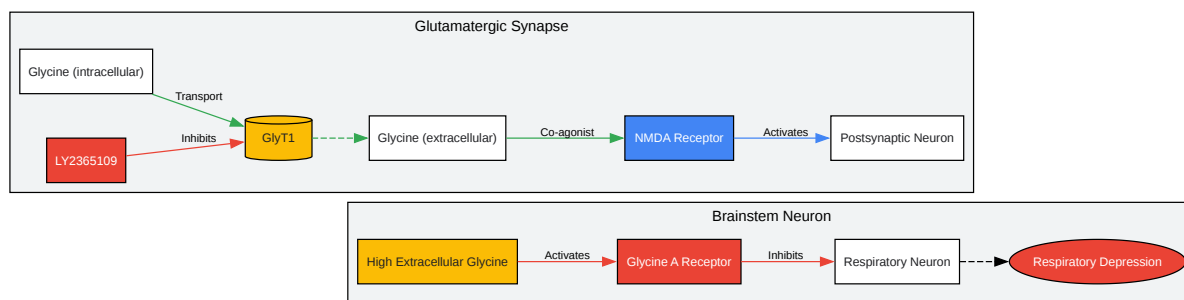 Glutamatergic Synapse
Glycine (intracellular)
Transport
Inhibits
LY2365109
GlyT1
Glycine (extracellular)
Co-agonist
NMDA Receptor
Activates
Postsynaptic Neuron
Brainstem Neuron
High Extracellular Glycine
Activates
Glycine A Receptor
Inhibits
Respiratory Neuron
Respiratory Depression